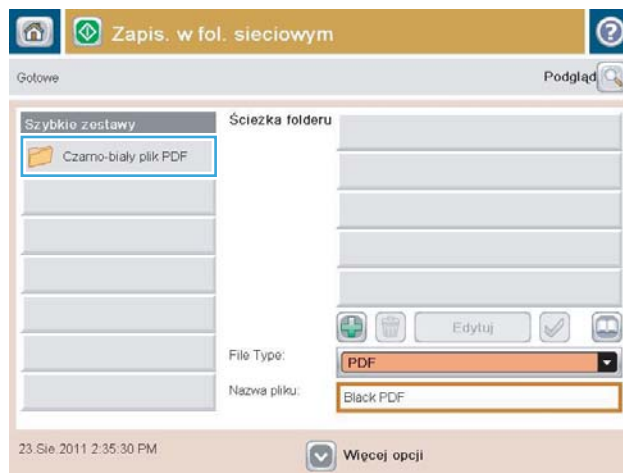 Zapis. w fol. sieciowym
Gotowe
Podgląd
Szybkie zestawy
Ścieżka folderu
Czarno-biały plik PDF
Edytuj
File Type:
PDF
Nazwa pliku:
Black PDF
23.Sie.2011 2:35:30 PM
Więcej opcji